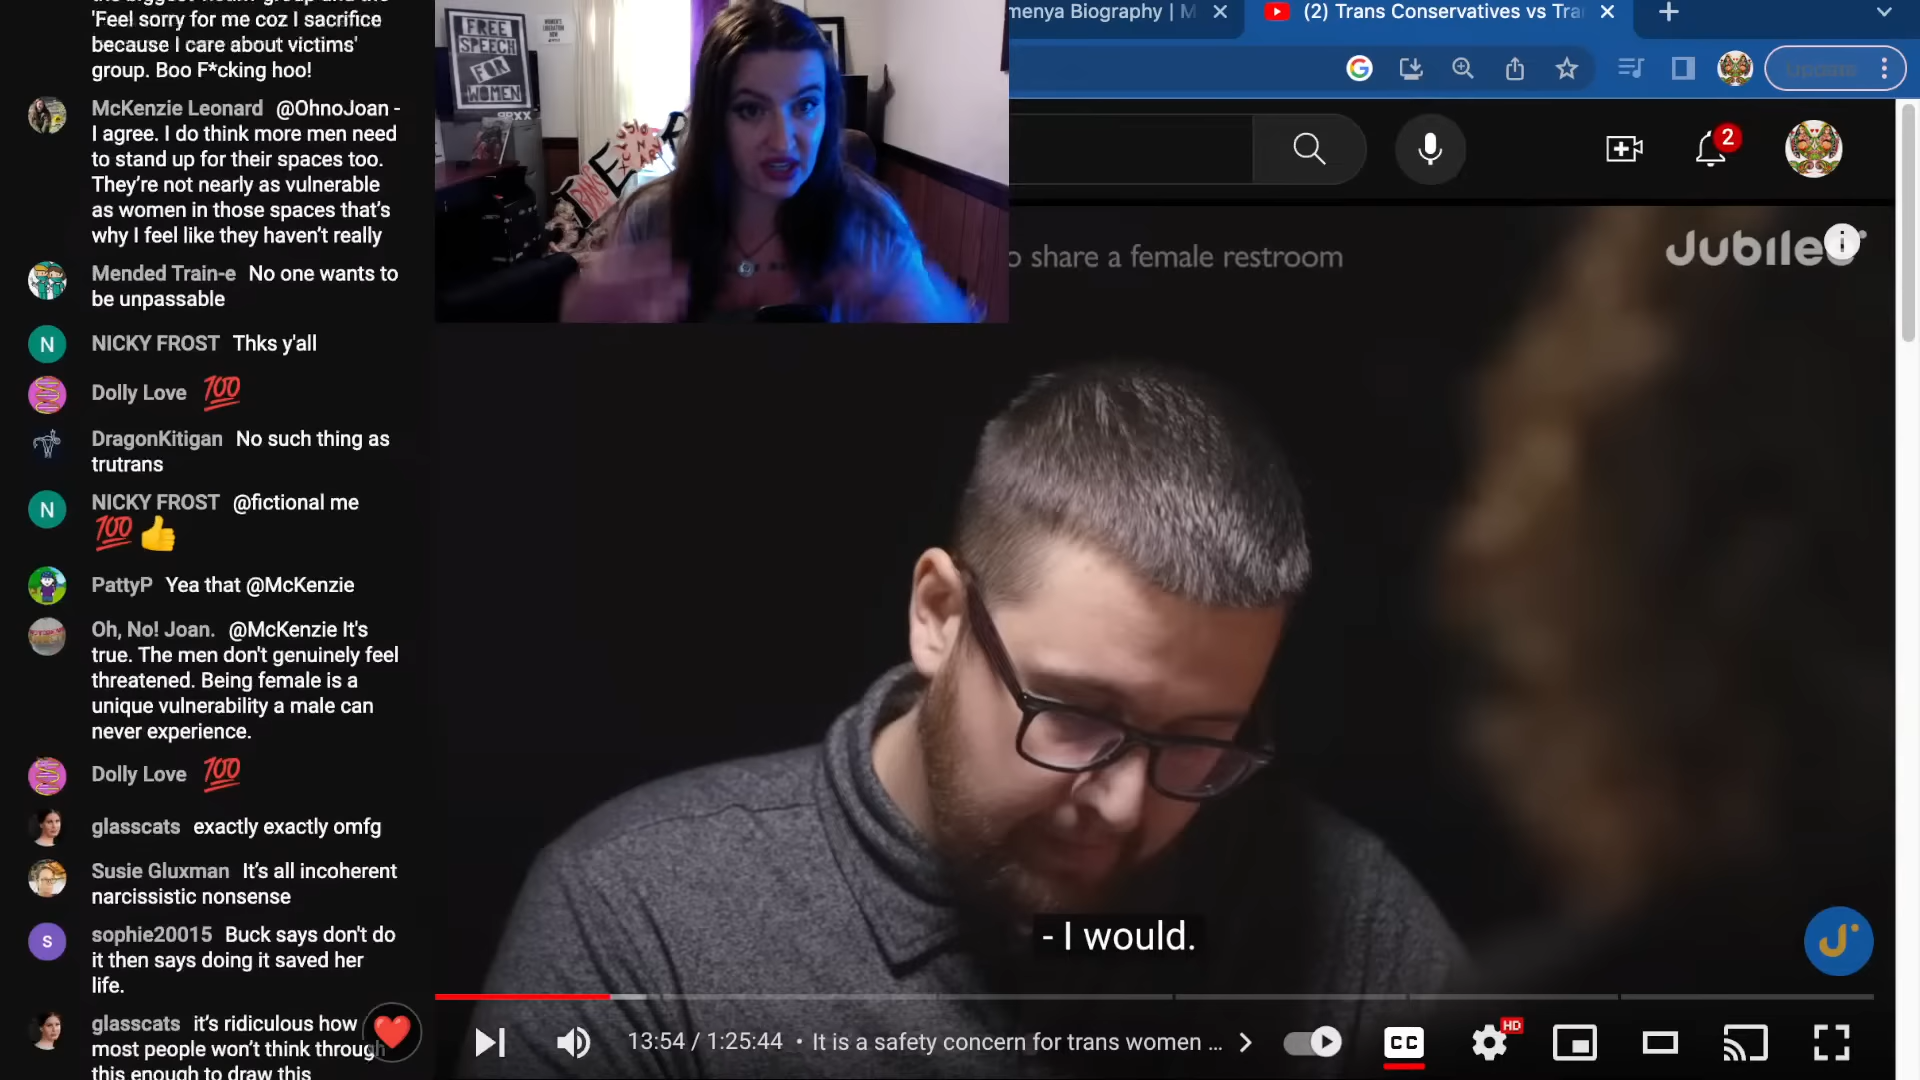 'Feel sorry for me coz I sacrifice
because I care about victims'
group. Boo F*cking hoo!
McKenzie Leonard @OhnoJoan -
I agree. I do think more men need
to stand up for their spaces too.
They're not nearly as vulnerable
as women in those spaces that's
why I feel like they haven't really
Mended Train-e No one wants to
be unpassable
N
NICKY FROST Thks y'all
Dolly Love 💯
DragonKitigan No such thing as
trutrans
N
NICKY FROST @fictional me
💯👍
PattyP Yea that @McKenzie
Oh, No! Joan. @McKenzie It's
true. The men don't genuinely feel
threatened. Being female is a
unique vulnerability a male can
never experience.
Dolly Love 💯
glasscats exactly exactly omfg
Susie Gluxman It's all incoherent
narcissistic nonsense
S
sophie20015 Buck says don't do
it then says doing it saved her
life.
glasscats it's ridiculous how
most people won't think through
this enough to draw this
FREE
SPEECH
FOR
WOMEN
menya Biography | M
(2) Trans Conservatives vs Tra
2
o share a female restroom
Jubilee
- I would.
13:54 / 1:25:44 • It is a safety concern for trans women ...
CC
HD